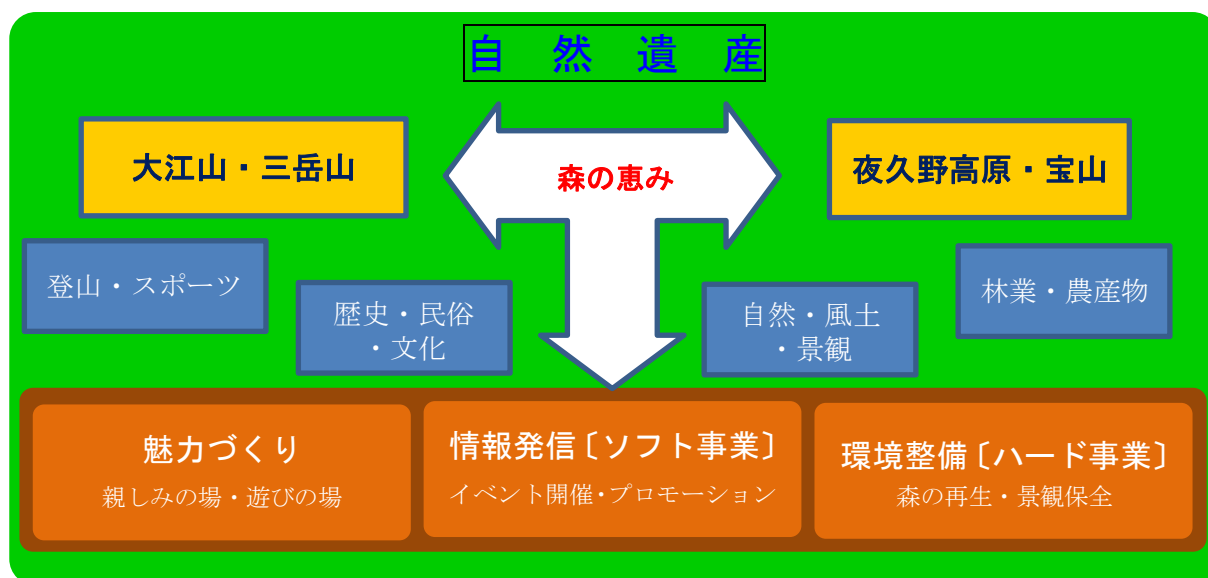 自 然 遺 産
大江山・三岳山
森の恵み
夜久野高原・宝山
登山・スポーツ
歴史・民俗
・文化
自然・風土
・景観
林業・農産物
魅力づくり
親しみの場・遊びの場
情報発信〔ソフト事業〕
イベント開催・プロモーション
環境整備〔ハード事業〕
森の再生・景観保全